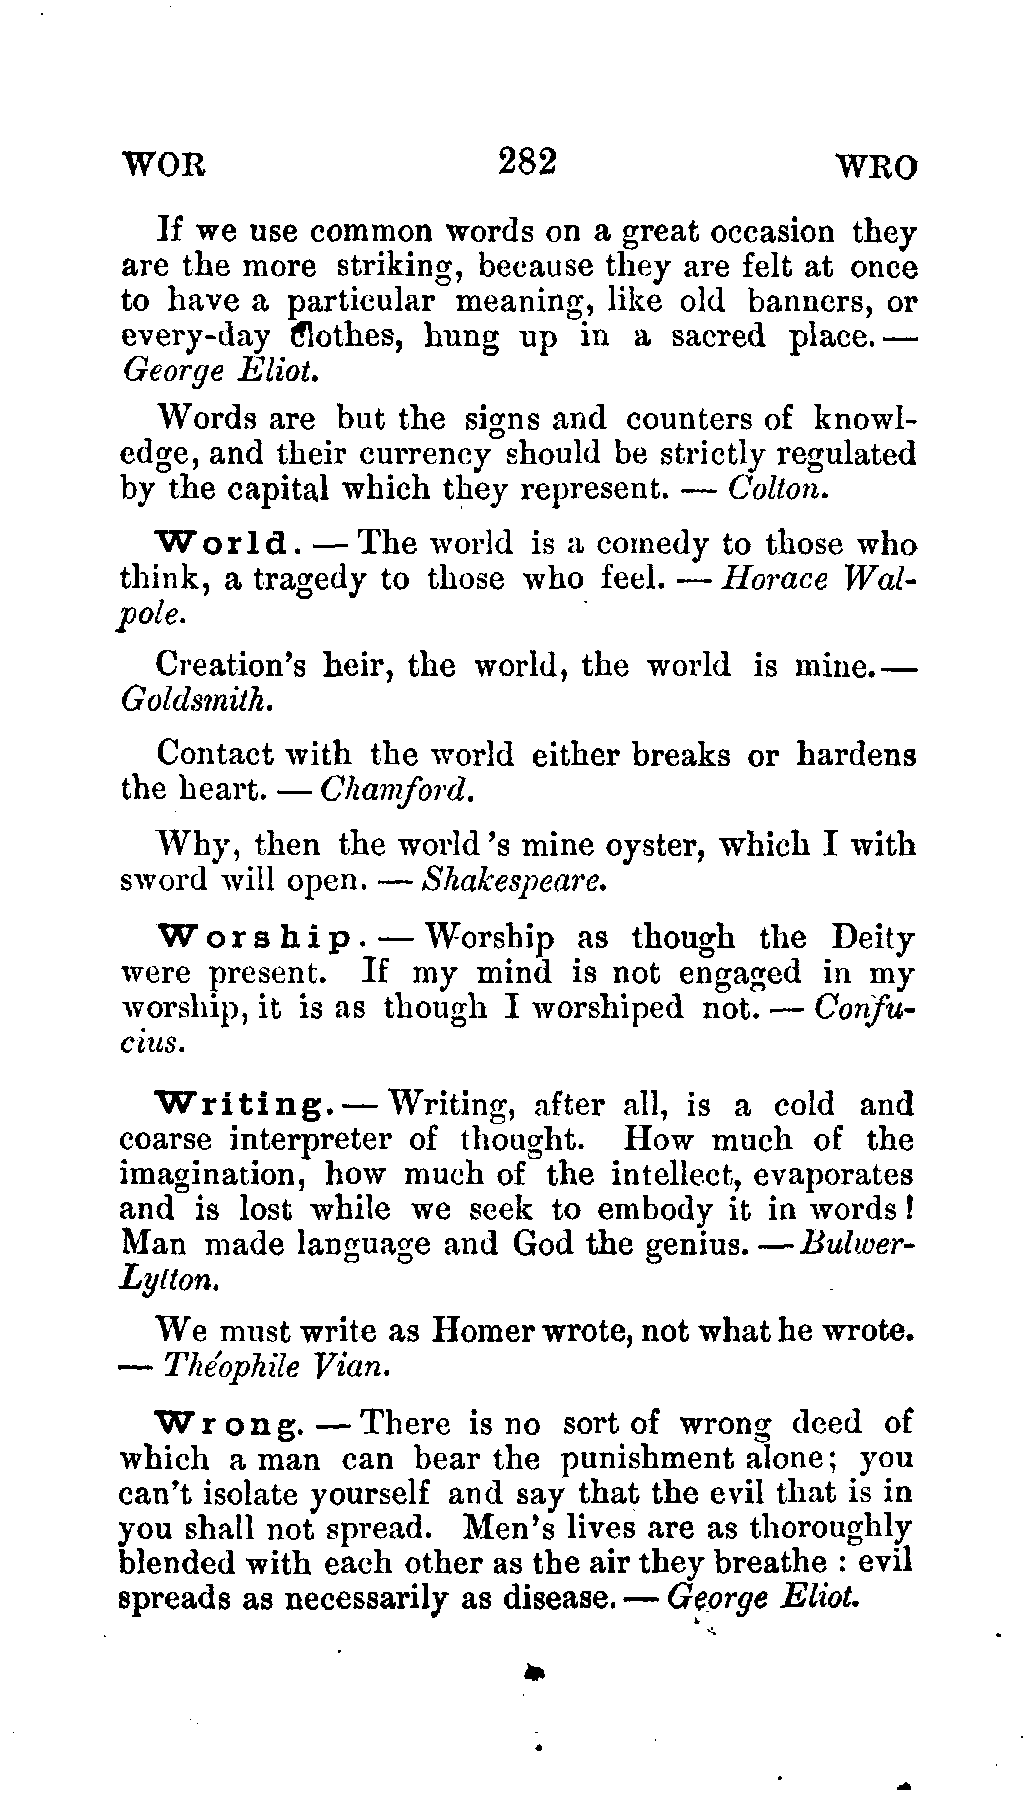 WOR 282 WRO
If we use common words on a great occasion they
are the more striking, because they are felt at once
to have a particular meaning, like old banners, or
every-day clothes, hung up in a sacred place.—
George Eliot.
Words are but the signs and counters of knowl-
edge, and their currency should be strictly regulated
by the capital which they represent. — Colton.
World. — The world is a comedy to those who
think, a tragedy to those who feel. — Horace Wal-
pole.
Creation's heir, the world, the world is mine.—
Goldsmith.
Contact with the world either breaks or hardens
the heart. — Chamford.
Why, then the world 's mine oyster, which I with
sword will open. — Shakespeare.
Worship. — Worship as though the Deity
were present. If my mind is not engaged in my
worship, it is as though I worshiped not. — Confu-
cius.
Writing.— Writing, after all, is a cold and
coarse interpreter of thought. How much of the
imagination, how much of the intellect, evaporates
and is lost while we seek to embody it in words!
Man made language and God the genius. — Bulwer-
Lytton.
We must write as Homer wrote, not what he wrote.
— Théophile Vian.
Wrong. — There is no sort of wrong deed of
which a man can bear the punishment alone; you
can't isolate yourself and say that the evil that is in
you shall not spread. Men's lives are as thoroughly
blended with each other as the air they breathe : evil
spreads as necessarily as disease. — George Eliot.